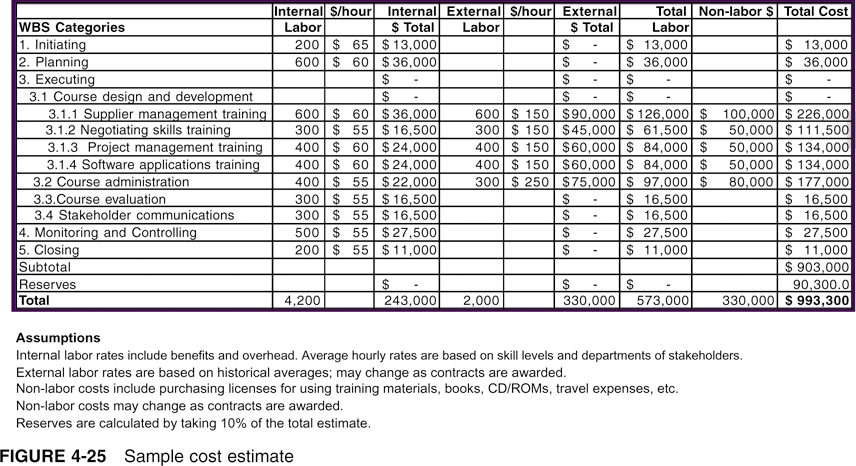 Internal $/hour Internal External $/hour External Total Non-labor $ Total Cost
WBS Categories Labor $ Total Labor $ Total Labor
1. Initiating 200 $ 65 $13,000 $ - $ 13,000 $ 13,000
2. Planning 600 $ 60 $36,000 $ - $ 36,000 $ 36,000
3. Executing $ - $ - $ - $ -
3.1 Course design and development $ - $ - $ - $ -
3.1.1 Supplier management training 600 $ 60 $36,000 600 $ 150 $90,000 $ 126,000 $ 100,000 $ 226,000
3.1.2 Negotiating skills training 300 $ 55 $16,500 300 $ 150 $45,000 $ 61,500 $ 50,000 $ 111,500
3.1.3 Project management training 400 $ 60 $24,000 400 $ 150 $60,000 $ 84,000 $ 50,000 $ 134,000
3.1.4 Software applications training 400 $ 60 $24,000 400 $ 150 $60,000 $ 84,000 $ 50,000 $ 134,000
3.2 Course administration 400 $ 55 $22,000 300 $ 250 $75,000 $ 97,000 $ 80,000 $ 177,000
3.3.Course evaluation 300 $ 55 $16,500 $ - $ 16,500 $ 16,500
3.4 Stakeholder communications 300 $ 55 $16,500 $ - $ 16,500 $ 16,500
4. Monitoring and Controlling 500 $ 55 $27,500 $ - $ 27,500 $ 27,500
5. Closing 200 $ 55 $11,000 $ - $ 11,000 $ 11,000
Subtotal $ 903,000
Reserves $ - $ - $ - 90,300.0
Total 4,200 243,000 2,000 330,000 573,000 330,000 $ 993,300
Assumptions
Internal labor rates include benefits and overhead. Average hourly rates are based on skill levels and departments of stakeholders.
External labor rates are based on historical averages; may change as contracts are awarded.
Non-labor costs include purchasing licenses for using training materials, books, CD/ROMs, travel expenses, etc.
Non-labor costs may change as contracts are awarded.
Reserves are calculated by taking 10% of the total estimate.
FIGURE 4-25 Sample cost estimate